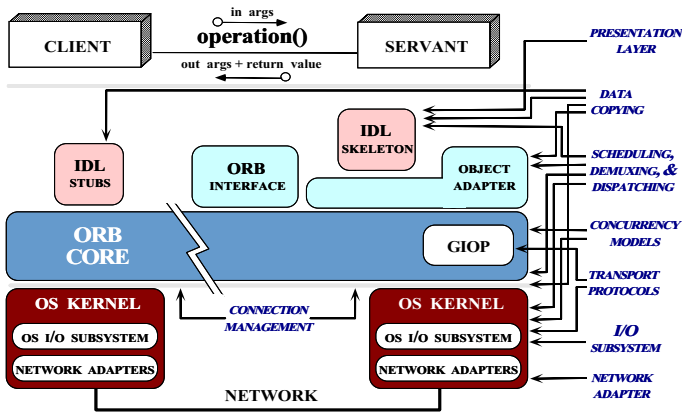 in args
operation()
out args + return value
CLIENT
SERVANT
PRESENTATION
LAYER
DATA
COPYING
IDL
STUBS
ORB
INTERFACE
IDL
SKELETON
OBJECT
ADAPTER
SCHEDULING,
DEMUXING, &
DISPATCHING
ORB
CORE
GIOP
CONCURRENCY
MODELS
TRANSPORT
PROTOCOLS
CONNECTION
MANAGEMENT
OS KERNEL
OS I/O SUBSYSTEM
NETWORK ADAPTERS
OS KERNEL
OS I/O SUBSYSTEM
NETWORK ADAPTERS
I/O
SUBSYSTEM
NETWORK
ADAPTER
NETWORK